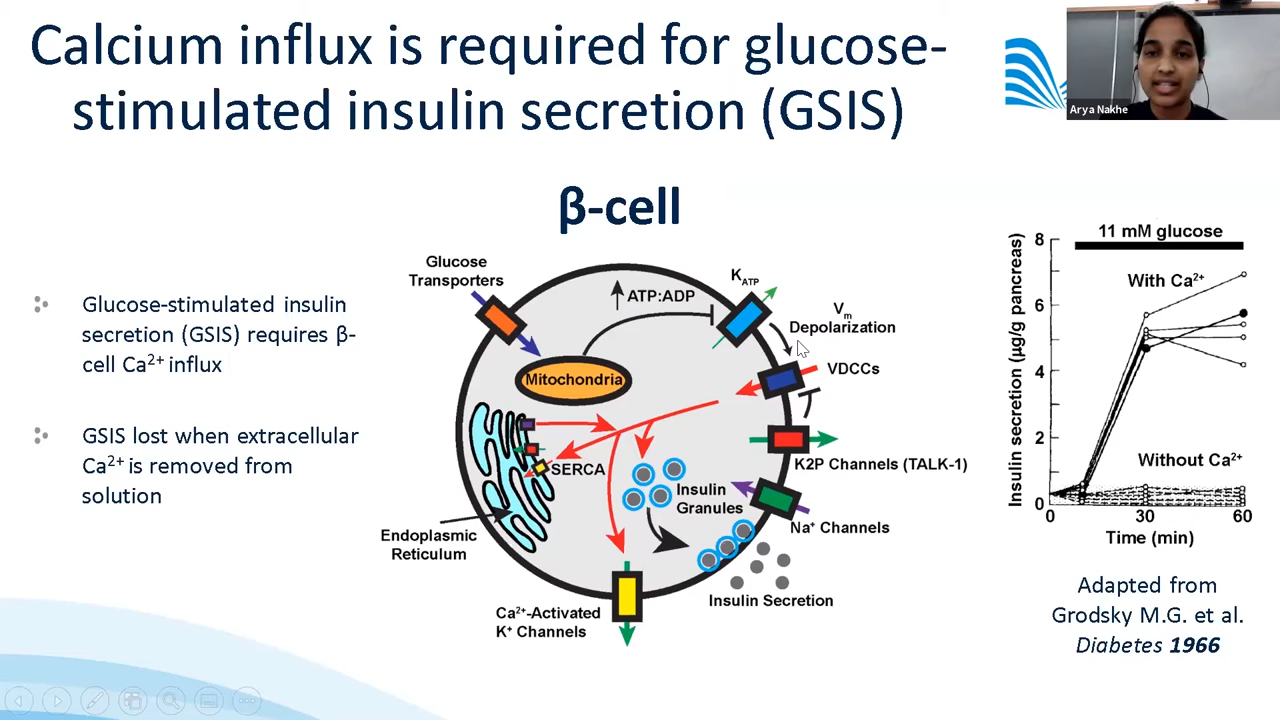 Calcium influx is required for glucose-
stimulated insulin secretion (GSIS)
Arya Nakhe
β-cell
Glucose-stimulated insulin
secretion (GSIS) requires β-
cell Ca²⁺ influx
GSIS lost when extracellular
Ca²⁺ is removed from
solution
Glucose
Transporters
↑ ATP:ADP
K_ATP
V_m
Depolarization
Mitochondria
VDCCs
SERCA
K2P Channels (TALK-1)
Insulin
Granules
Na⁺ Channels
Endoplasmic
Reticulum
Insulin Secretion
Ca²⁺-Activated
K⁺ Channels
11 mM glucose
With Ca²⁺
Without Ca²⁺
Insulin secretion (µg/g pancreas)
8
6
4
2
0
0 30 60
Time (min)
Adapted from
Grodsky M.G. et al.
Diabetes 1966